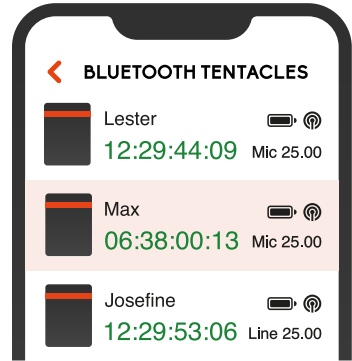 BLUETOOTH TENTACLES
Lester
12:29:44:09 Mic 25.00
Max
06:38:00:13 Mic 25.00
Josefine
12:29:53:06 Line 25.00